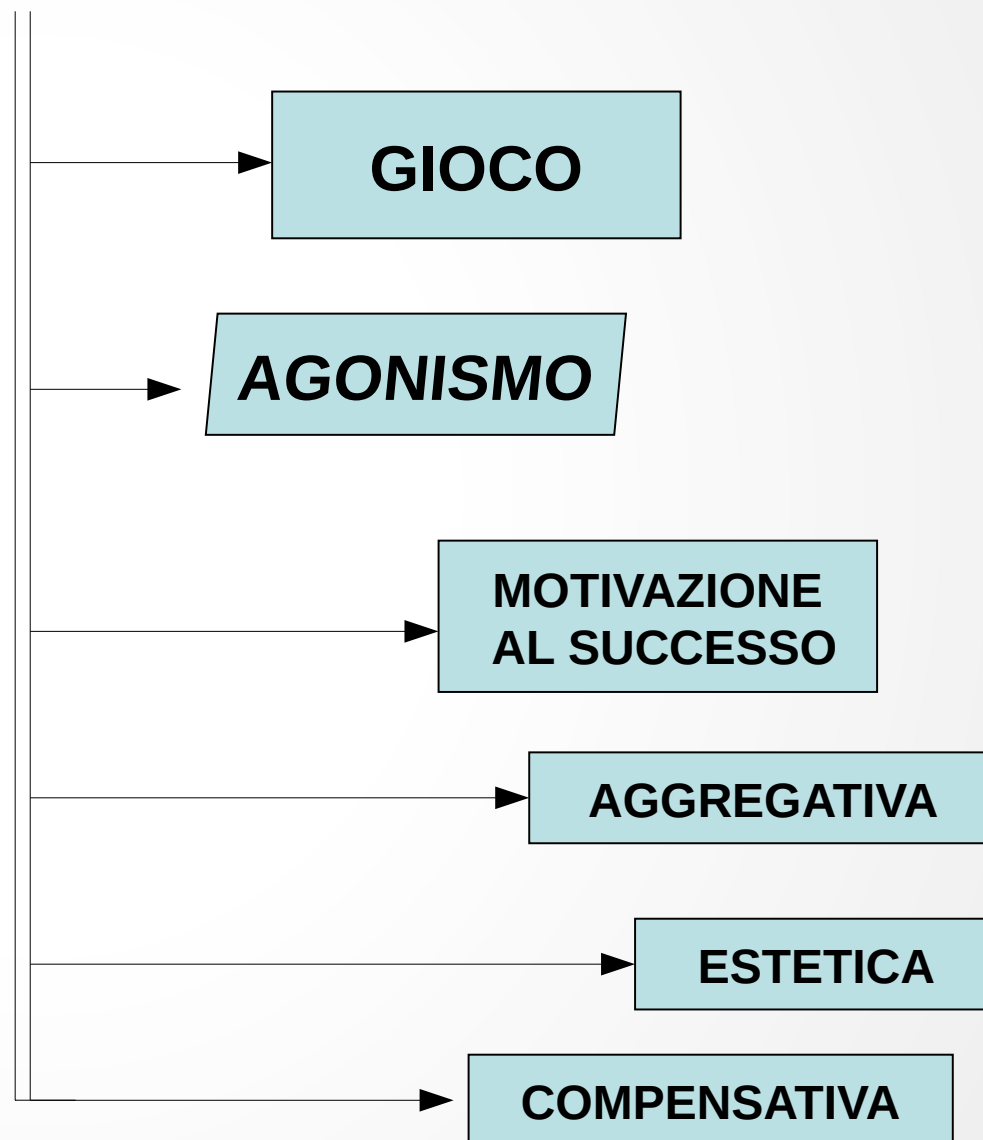 GIOCO
AGONISMO
MOTIVAZIONE
AL SUCCESSO
AGGREGATIVA
ESTETICA
COMPENSATIVA